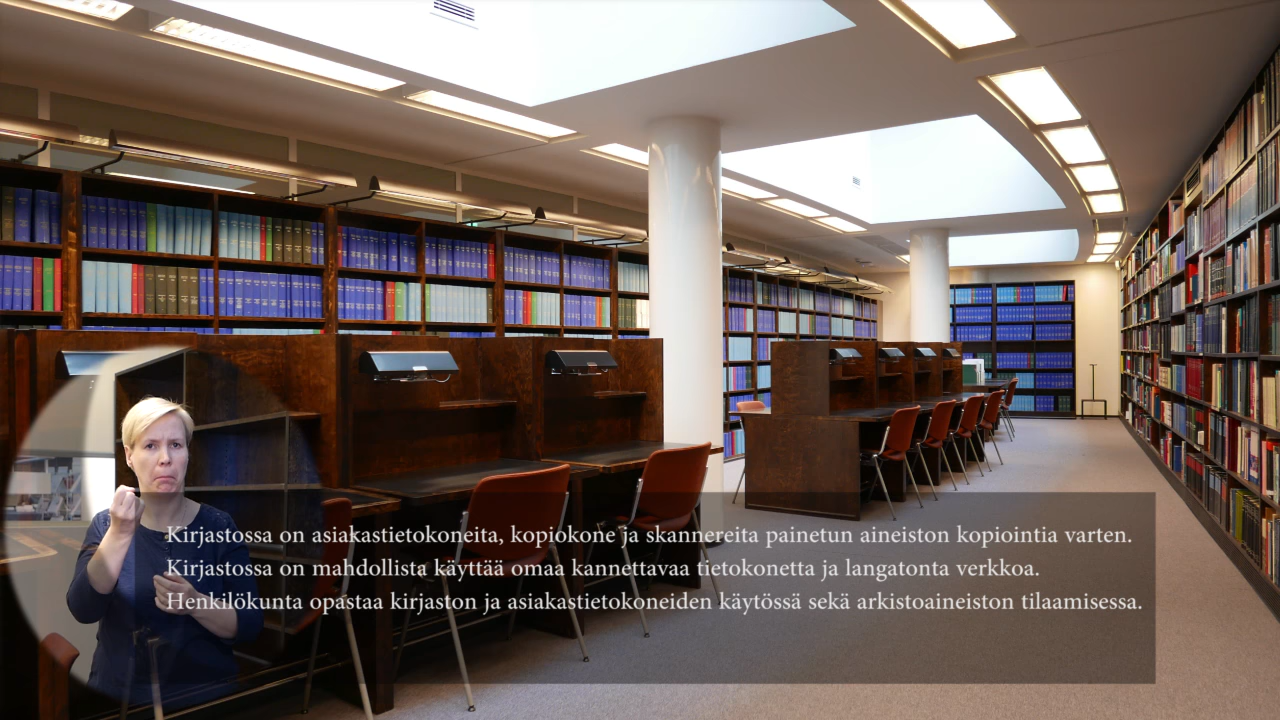 Kirjastossa on asiakastietokoneita, kopiokone ja skannereita painetun aineiston kopiointia varten.
Kirjastossa on mahdollista käyttää omaa kannettavaa tietokonetta ja langatonta verkkoa.
Henkilökunta opastaa kirjaston ja asiakastietokoneiden käytössä sekä arkistoaineiston tilaamisessa.